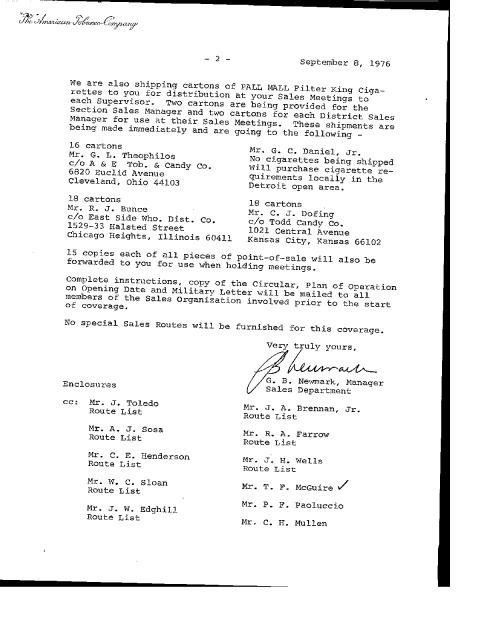 "The American Tobacco Company
- 2 -
September 8, 1976
We are also shipping cartons of PALL MALL Filter King Ciga-
rettes to you for distribution at your Sales Meetings to
each Supervisor. Two cartons are being provided for the
Section Sales Manager and two cartons for each District Sales
Manager for use at their Sales Meetings. These shipments are
being made immediately and are going to the following -
16 cartons
Mr. G. L. Theophilos
c/o A & E Tob. & Candy Co.
6820 Euclid Avenue
Cleveland, Ohio 44103
Mr. G. C. Daniel, Jr.
No cigarettes being shipped
will purchase cigarette re-
quirements locally in the
Detroit open area.
18 cartons
Mr. R. J. Bunce
c/o East Side Who. Dist. Co.
1529-33 Halsted Street
Chicago Heights, Illinois 60411
18 cartons
Mr. C. J. Dofing
c/o Todd Candy Co.
1021 Central Avenue
Kansas City, Kansas 66102
15 copies each of all pieces of point-of-sale will also be
forwarded to you for use when holding meetings.
Complete instructions, copy of the Circular, Plan of Operation
on Opening Date and Military Letter will be mailed to all
members of the Sales Organization involved prior to the start
of coverage.
No special Sales Routes will be furnished for this coverage.
Very truly yours,
G. B. Newmark, Manager
Sales Department
Enclosures
cc: Mr. J. Toledo
Route List
Mr. A. J. Sosa
Route List
Mr. C. E. Henderson
Route List
Mr. W. C. Sloan
Route List
Mr. J. W. Edghill
Route List
Mr. J. A. Brennan, Jr.
Route List
Mr. R. A. Farrow
Route List
Mr. J. H. Wells
Route List
Mr. T. F. McGuire ✓
Mr. P. F. Paoluccio
Mr. C. H. Mullen